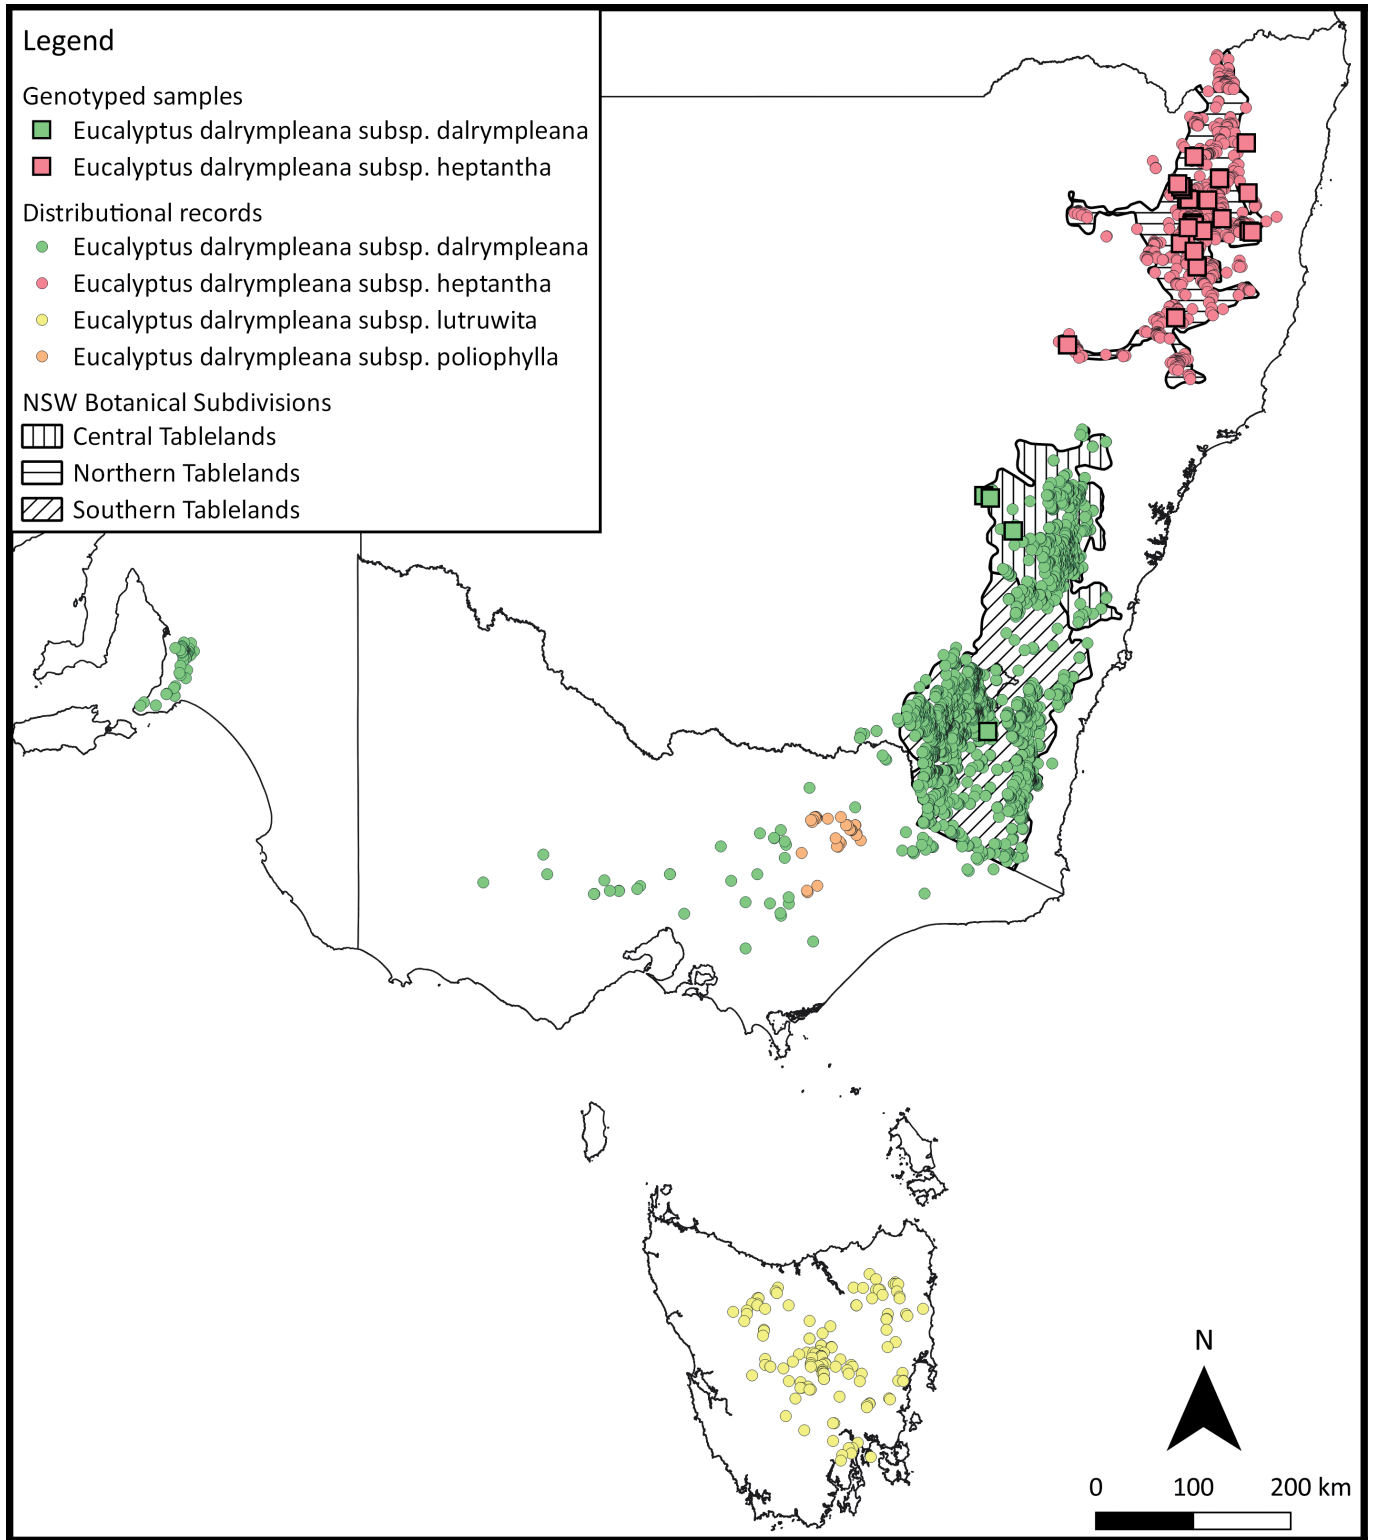 Legend
Genotyped samples
Eucalyptus dalrympleana subsp. dalrympleana
Eucalyptus dalrympleana subsp. heptantha
Distributional records
Eucalyptus dalrympleana subsp. dalrympleana
Eucalyptus dalrympleana subsp. heptantha
Eucalyptus dalrympleana subsp. lutruwita
Eucalyptus dalrympleana subsp. poliophylla
NSW Botanical Subdivisions
Central Tablelands
Northern Tablelands
Southern Tablelands
N
0 100 200 km